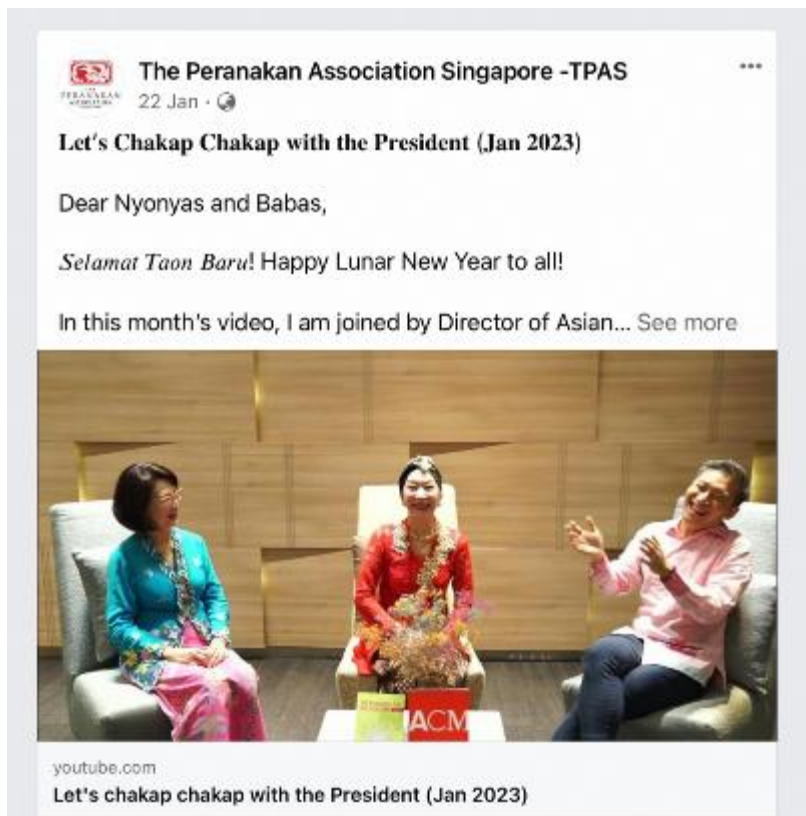 The Peranakan Association Singapore -TPAS
22 Jan ·
Let's Chakap Chakap with the President (Jan 2023)
Dear Nyonyas and Babas,
Selamat Taon Baru! Happy Lunar New Year to all!
In this month's video, I am joined by Director of Asian... See more
ACM
youtube.com
Let's chakap chakap with the President (Jan 2023)